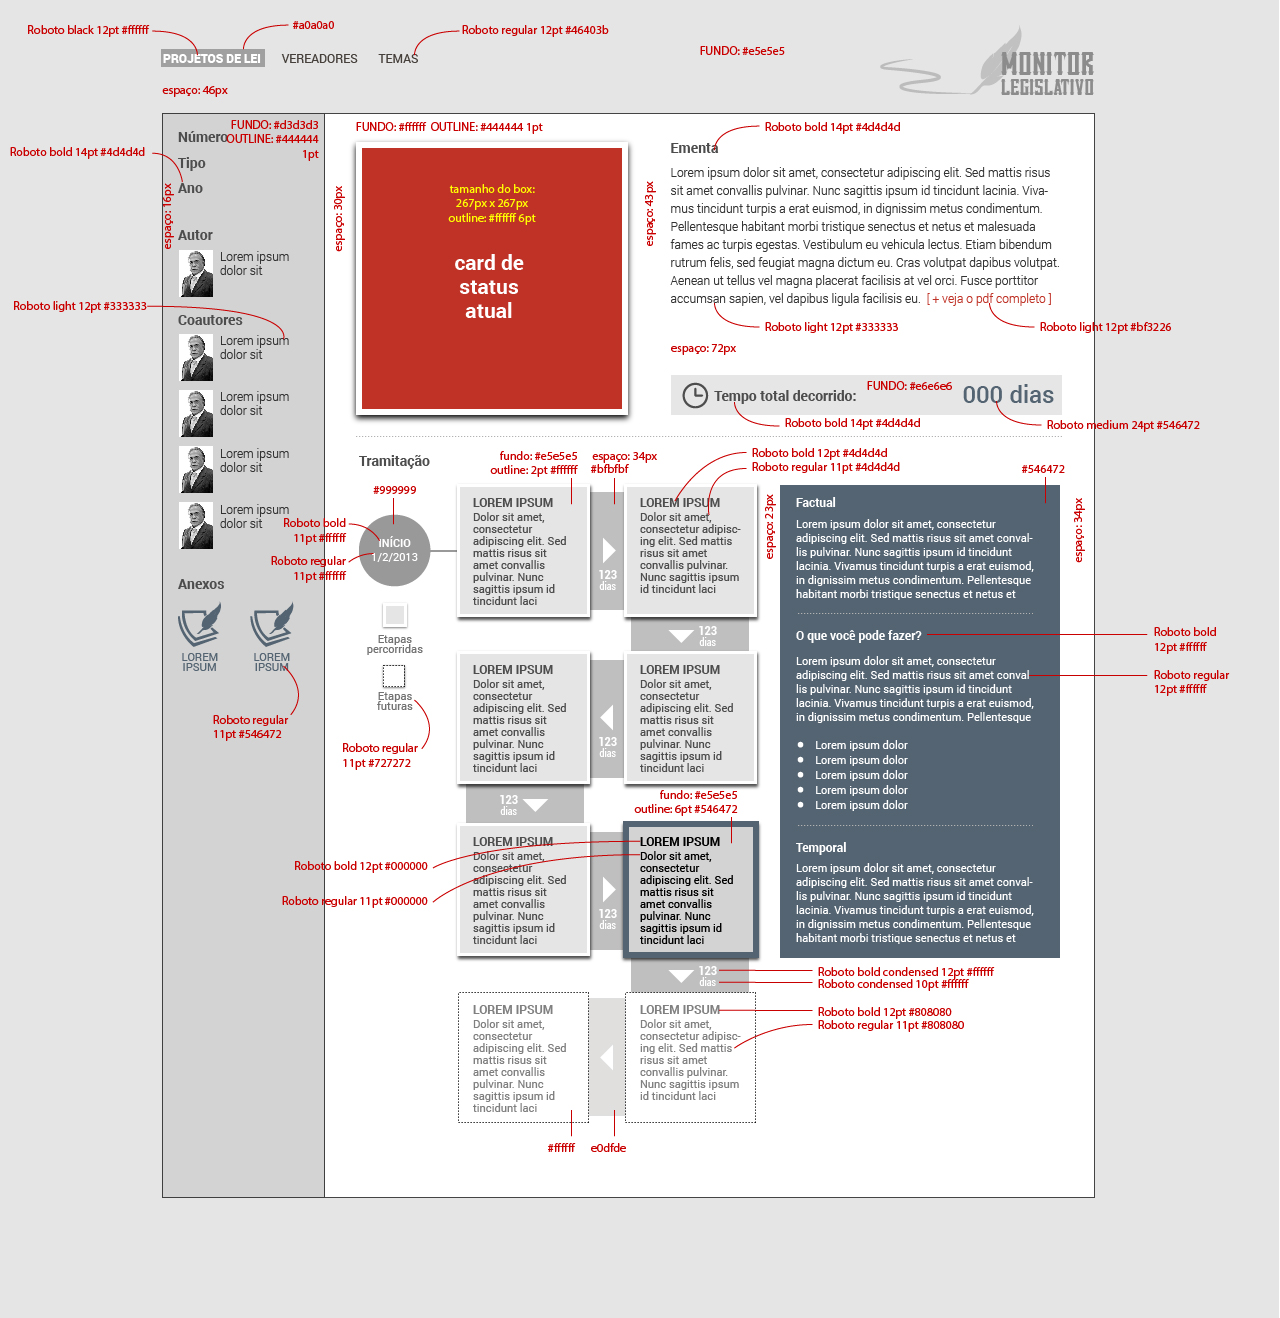 Roboto black 12pt #ffffff
#a0a0a0
Roboto regular 12pt #46403b
FUNDO: #e5e5e5
PROJETOS DE LEI
VEREADORES
TEMAS
MONITOR
LEGISLATIVO
espaço: 46px
FUNDO: #d3d3d3
OUTLINE: #444444
1pt
Número
Tipo
Ano
Roboto bold 14pt #4d4d4d
espaço: 16px
Autor
Lorem ipsum
dolor sit
Roboto light 12pt #333333
Coautores
Lorem ipsum
dolor sit
Lorem ipsum
dolor sit
Lorem ipsum
dolor sit
Lorem ipsum
dolor sit
Anexos
LOREM
IPSUM
LOREM
IPSUM
Roboto regular
11pt #546472
FUNDO: #ffffff OUTLINE: #444444 1pt
espaço: 30px
tamanho do box:
267px x 267px
outline: #ffffff 6pt
card de
status
atual
espaço: 43px
Roboto bold 14pt #4d4d4d
Ementa
Lorem ipsum dolor sit amet, consectetur adipiscing elit. Sed mattis risus
sit amet convallis pulvinar. Nunc sagittis ipsum id tincidunt lacinia. Viva-
mus tincidunt turpis a erat euismod, in dignissim metus condimentum.
Pellentesque habitant morbi tristique senectus et netus et malesuada
fames ac turpis egestas. Vestibulum eu vehicula lectus. Etiam bibendum
rutrum felis, sed feugiat magna dictum eu. Cras volutpat dapibus volutpat.
Aenean ut tellus vel magna placerat facilisis at vel orci. Fusce porttitor
accumsan sapien, vel dapibus ligula facilisis eu. [ + veja o pdf completo ]
Roboto light 12pt #333333
Roboto light 12pt #bf3226
espaço: 72px
FUNDO: #e6e6e6
Tempo total decorrido:
000 dias
Roboto bold 14pt #4d4d4d
Roboto medium 24pt #546472
Tramitação
fundo: #e5e5e5
outline: 2pt #ffffff
espaço: 34px
#bfbfbf
Roboto bold 12pt #4d4d4d
Roboto regular 11pt #4d4d4d
#999999
Roboto bold
11pt #ffffff
Roboto regular
11pt #ffffff
INÍCIO
1/2/2013
Etapas
percorridas
Etapas
futuras
Roboto regular
11pt #727272
LOREM IPSUM
Dolor sit amet,
consectetur
adipiscing elit. Sed
mattis risus sit
amet convallis
pulvinar. Nunc
sagittis ipsum id
tincidunt laci
123
dias
LOREM IPSUM
Dolor sit amet,
consectetur adipisc-
ing elit. Sed mattis
risus sit amet
convallis pulvinar.
Nunc sagittis ipsum
id tincidunt laci
123
dias
LOREM IPSUM
Dolor sit amet,
consectetur
adipiscing elit. Sed
mattis risus sit
amet convallis
pulvinar. Nunc
sagittis ipsum id
tincidunt laci
123
dias
LOREM IPSUM
Dolor sit amet,
consectetur
adipiscing elit. Sed
mattis risus sit
amet convallis
pulvinar. Nunc
sagittis ipsum id
tincidunt laci
123
dias
fundo: #e5e5e5
outline: 6pt #546472
Roboto bold 12pt #000000
Roboto regular 11pt #000000
LOREM IPSUM
Dolor sit amet,
consectetur
adipiscing elit. Sed
mattis risus sit
amet convallis
pulvinar. Nunc
sagittis ipsum id
tincidunt laci
123
dias
LOREM IPSUM
Dolor sit amet,
consectetur
adipiscing elit. Sed
mattis risus sit
amet convallis
pulvinar. Nunc
sagittis ipsum id
tincidunt laci
123
dias
Roboto bold condensed 12pt #ffffff
Roboto condensed 10pt #ffffff
LOREM IPSUM
Dolor sit amet,
consectetur
adipiscing elit. Sed
mattis risus sit
amet convallis
pulvinar. Nunc
sagittis ipsum id
tincidunt laci
LOREM IPSUM
Dolor sit amet,
consectetur adipisc-
ing elit. Sed mattis
risus sit amet
convallis pulvinar.
Nunc sagittis ipsum
id tincidunt laci
Roboto bold 12pt #808080
Roboto regular 11pt #808080
#ffffff
e0dfde
#546472
espaço: 23px
espaço: 34px
Factual
Lorem ipsum dolor sit amet, consectetur
adipiscing elit. Sed mattis risus sit amet conval-
lis pulvinar. Nunc sagittis ipsum id tincidunt
lacinia. Vivamus tincidunt turpis a erat euismod,
in dignissim metus condimentum. Pellentesque
habitant morbi tristique senectus et netus et
O que você pode fazer?
Roboto bold
12pt #ffffff
Lorem ipsum dolor sit amet, consectetur
adipiscing elit. Sed mattis risus sit amet conval
lis pulvinar. Nunc sagittis ipsum id tincidunt
lacinia. Vivamus tincidunt turpis a erat euismod,
in dignissim metus condimentum. Pellentesque
Roboto regular
12pt #ffffff
• Lorem ipsum dolor
• Lorem ipsum dolor
• Lorem ipsum dolor
• Lorem ipsum dolor
• Lorem ipsum dolor
Temporal
Lorem ipsum dolor sit amet, consectetur
adipiscing elit. Sed mattis risus sit amet conval-
lis pulvinar. Nunc sagittis ipsum id tincidunt
lacinia. Vivamus tincidunt turpis a erat euismod,
in dignissim metus condimentum. Pellentesque
habitant morbi tristique senectus et netus et